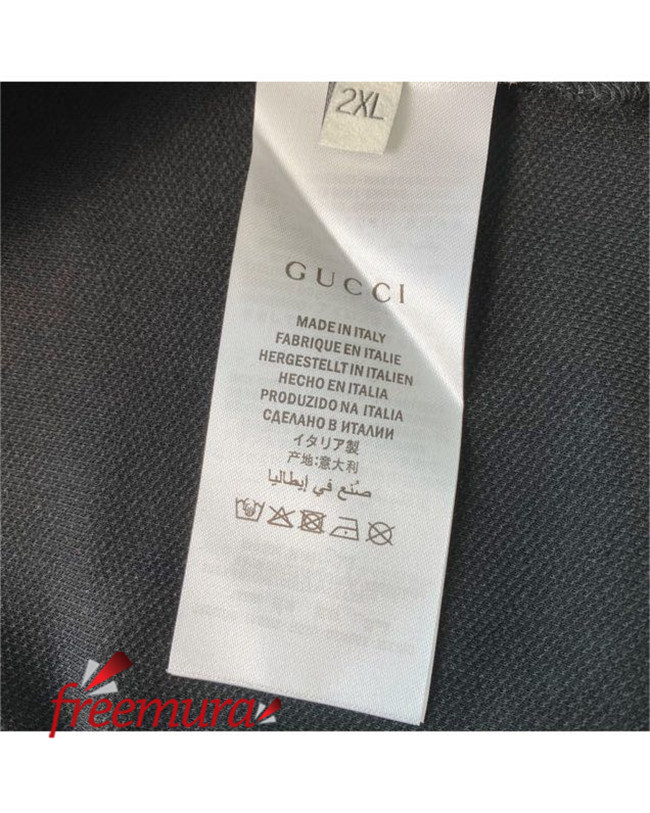 2XL
GUCCI
MADE IN ITALY
FABRIQUE EN ITALIE
HERGESTELLT IN ITALIEN
HECHO EN ITALIA
PRODUZIDO NA ITALIA
СДЕЛАНО В ИТАЛИИ
イタリア製
产地:意大利
صُنع في إيطاليا
freemura